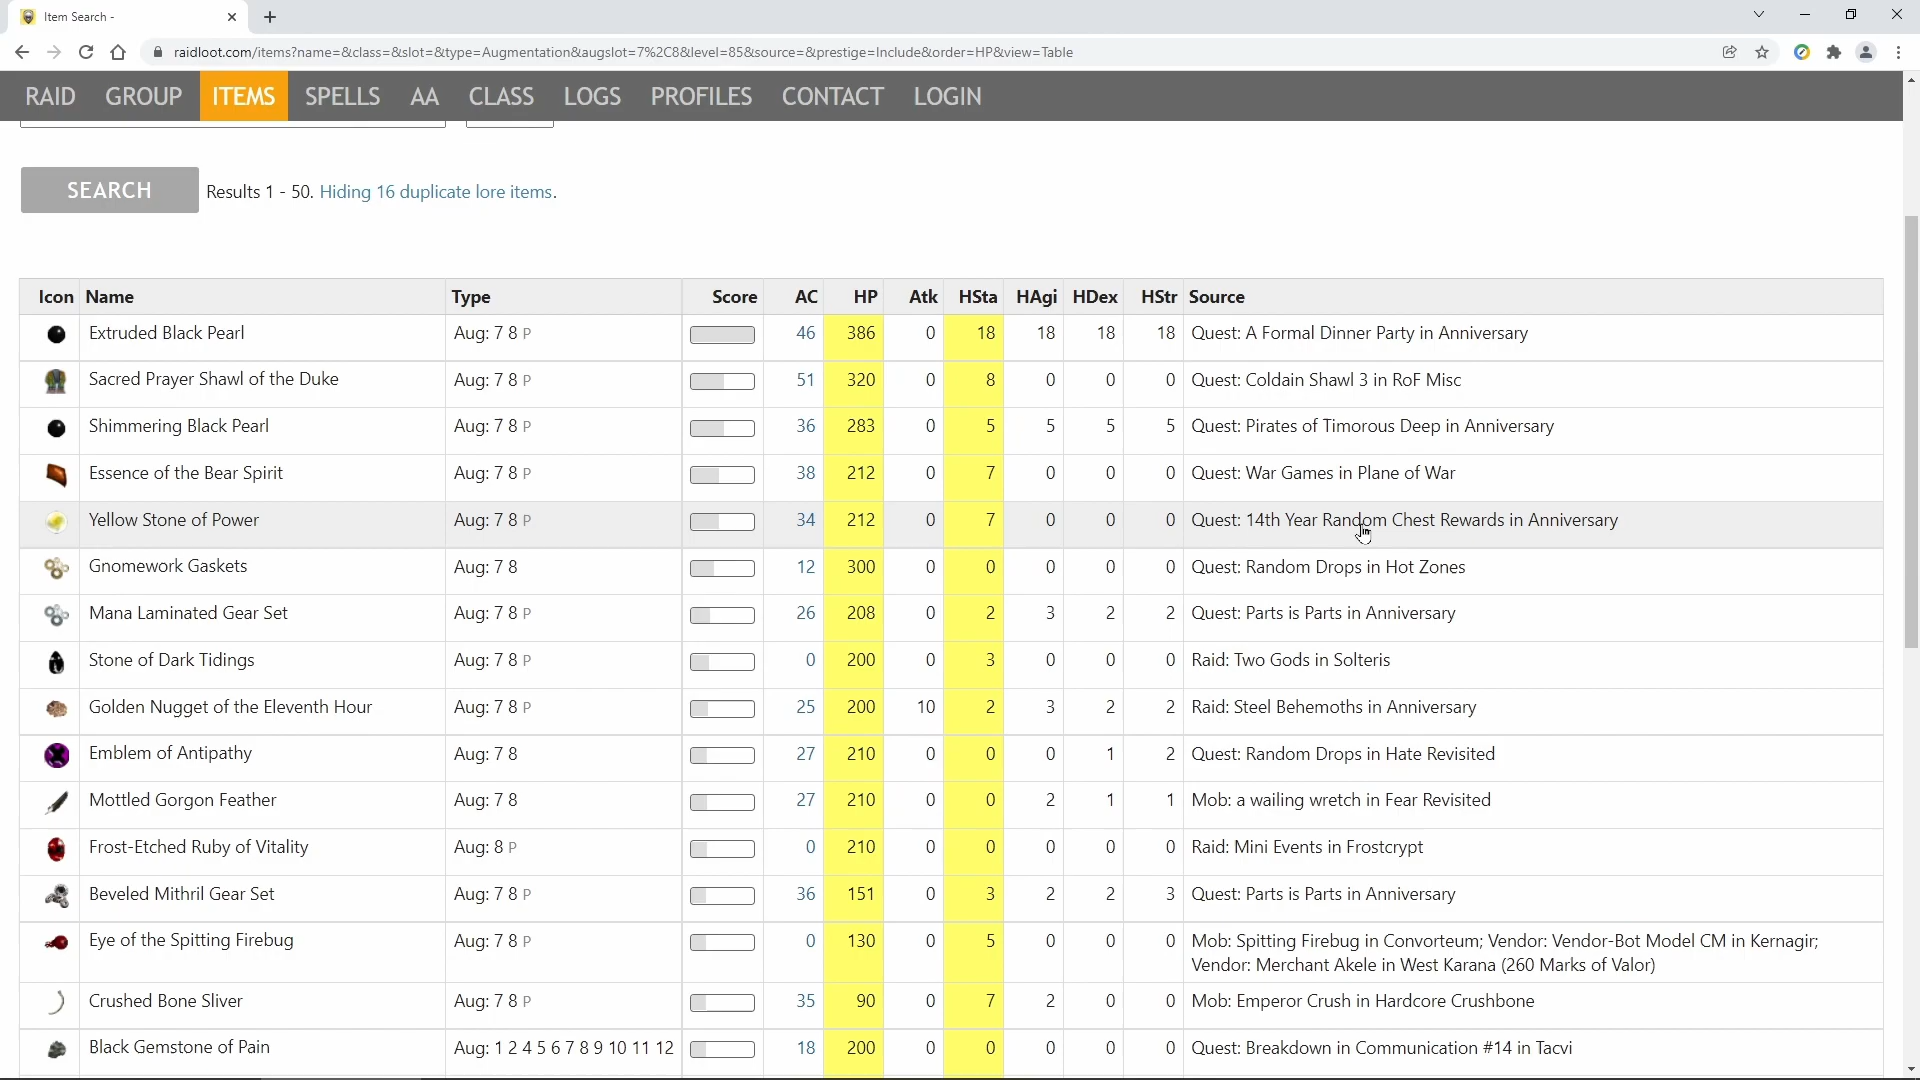 Item Search -
raidloot.com/items?name=&class=&slot=&type=Augmentation&augslot=7%2C8&level=85&source=&prestige=Include&order=HP&view=Table
RAID GROUP ITEMS SPELLS AA CLASS LOGS PROFILES CONTACT LOGIN
SEARCH Results 1 - 50. Hiding 16 duplicate lore items.
Icon Name Type Score AC HP Atk HSta HAgi HDex HStr Source
Extruded Black Pearl Aug: 7 8 P 46 386 0 18 18 18 18 Quest: A Formal Dinner Party in Anniversary
Sacred Prayer Shawl of the Duke Aug: 7 8 P 51 320 0 8 0 0 0 Quest: Coldain Shawl 3 in RoF Misc
Shimmering Black Pearl Aug: 7 8 P 36 283 0 5 5 5 5 Quest: Pirates of Timorous Deep in Anniversary
Essence of the Bear Spirit Aug: 7 8 P 38 212 0 7 0 0 0 Quest: War Games in Plane of War
Yellow Stone of Power Aug: 7 8 P 34 212 0 7 0 0 0 Quest: 14th Year Random Chest Rewards in Anniversary
Gnomework Gaskets Aug: 7 8 12 300 0 0 0 0 0 Quest: Random Drops in Hot Zones
Mana Laminated Gear Set Aug: 7 8 P 26 208 0 2 3 2 2 Quest: Parts is Parts in Anniversary
Stone of Dark Tidings Aug: 7 8 P 0 200 0 3 0 0 0 Raid: Two Gods in Solteris
Golden Nugget of the Eleventh Hour Aug: 7 8 P 25 200 10 2 3 2 2 Raid: Steel Behemoths in Anniversary
Emblem of Antipathy Aug: 7 8 27 210 0 0 0 1 2 Quest: Random Drops in Hate Revisited
Mottled Gorgon Feather Aug: 7 8 27 210 0 0 2 1 1 Mob: a wailing wretch in Fear Revisited
Frost-Etched Ruby of Vitality Aug: 8 P 0 210 0 0 0 0 0 Raid: Mini Events in Frostcrypt
Beveled Mithril Gear Set Aug: 7 8 P 36 151 0 3 2 2 3 Quest: Parts is Parts in Anniversary
Eye of the Spitting Firebug Aug: 7 8 P 0 130 0 5 0 0 0 Mob: Spitting Firebug in Convorteum; Vendor: Vendor-Bot Model CM in Kernagir;
Vendor: Merchant Akele in West Karana (260 Marks of Valor)
Crushed Bone Sliver Aug: 7 8 P 35 90 0 7 2 0 0 Mob: Emperor Crush in Hardcore Crushbone
Black Gemstone of Pain Aug: 1 2 4 5 6 7 8 9 10 11 12 18 200 0 0 0 0 0 Quest: Breakdown in Communication #14 in Tacvi